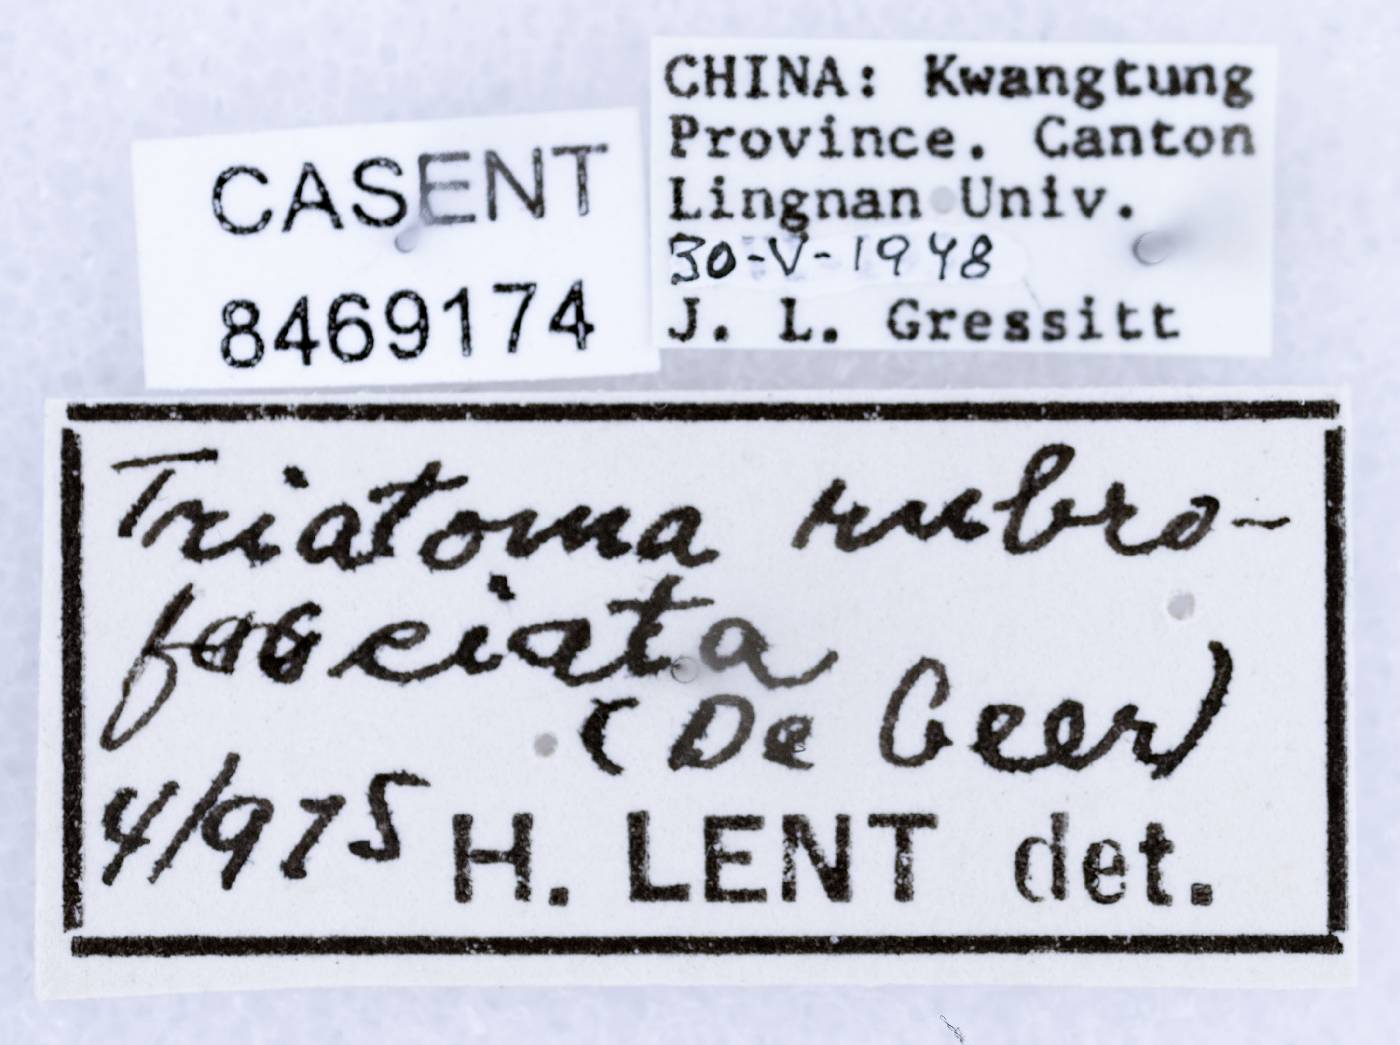 CASENT
8469174
CHINA: Kwangtung
Province. Canton
Lingnan Univ.
30-V-1948
J. L. Gressitt
Triatoma rubro-
fasciata
(De Geer)
4/975 H. LENT det.